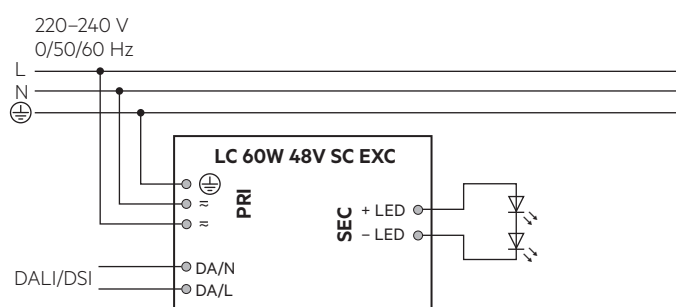 220–240 V
0/50/60 Hz
L
N
LC 60W 48V SC EXC
≂
≂
PRI
SEC
+ LED
– LED
DALI/DSI
DA/N
DA/L